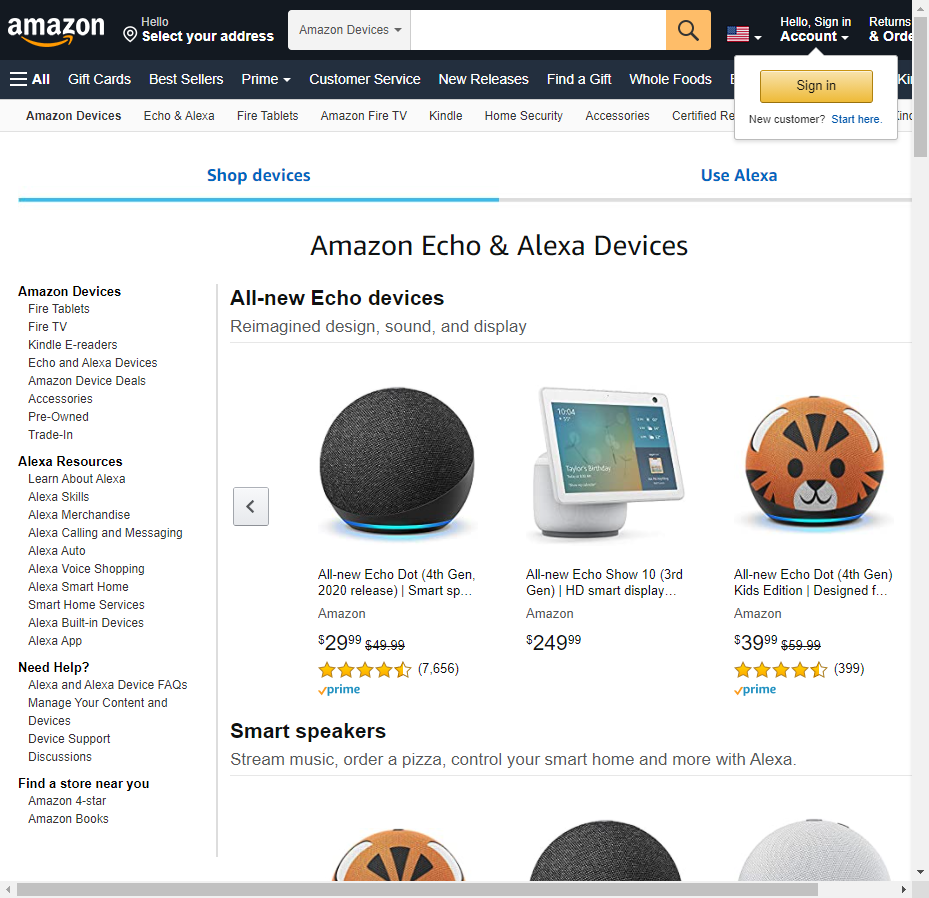 amazon
Hello
Select your address
Amazon Devices
Hello, Sign in
Account
Returns
& Orde
All
Gift Cards
Best Sellers
Prime
Customer Service
New Releases
Find a Gift
Whole Foods
Sign in
New customer? Start here.
Amazon Devices
Echo & Alexa
Fire Tablets
Amazon Fire TV
Kindle
Home Security
Accessories
Certified Re
Shop devices
Use Alexa
Amazon Echo & Alexa Devices
Amazon Devices
Fire Tablets
Fire TV
Kindle E-readers
Echo and Alexa Devices
Amazon Device Deals
Accessories
Pre-Owned
Trade-In
Alexa Resources
Learn About Alexa
Alexa Skills
Alexa Merchandise
Alexa Calling and Messaging
Alexa Auto
Alexa Voice Shopping
Alexa Smart Home
Smart Home Services
Alexa Built-in Devices
Alexa App
Need Help?
Alexa and Alexa Device FAQs
Manage Your Content and
Devices
Device Support
Discussions
Find a store near you
Amazon 4-star
Amazon Books
All-new Echo devices
Reimagined design, sound, and display
10:04
Taylor's Birthday
All-new Echo Dot (4th Gen,
2020 release) | Smart sp…
Amazon
$29.99 $49.99
(7,656)
prime
All-new Echo Show 10 (3rd
Gen) | HD smart display…
Amazon
$249.99
All-new Echo Dot (4th Gen)
Kids Edition | Designed f…
Amazon
$39.99 $59.99
(399)
prime
Smart speakers
Stream music, order a pizza, control your smart home and more with Alexa.